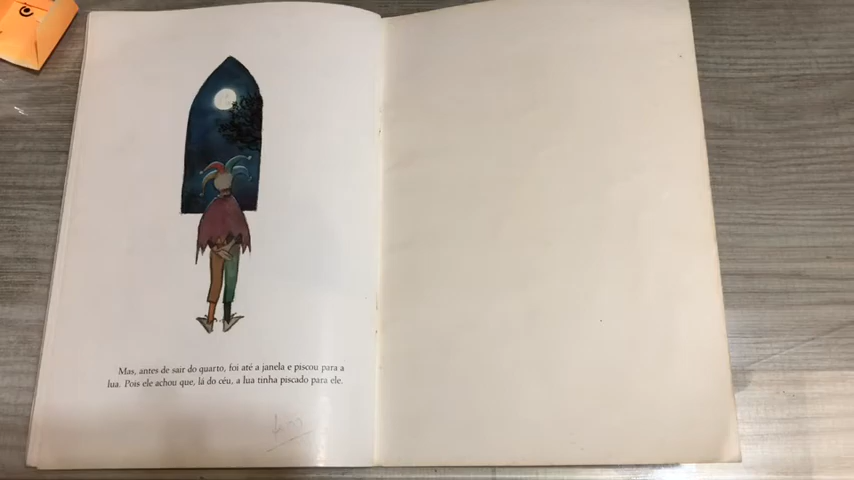 Mas, antes de sair do quarto, foi até a janela e piscou para a
lua. Pois ele achou que, lá do céu, a lua tinha piscado para ele.